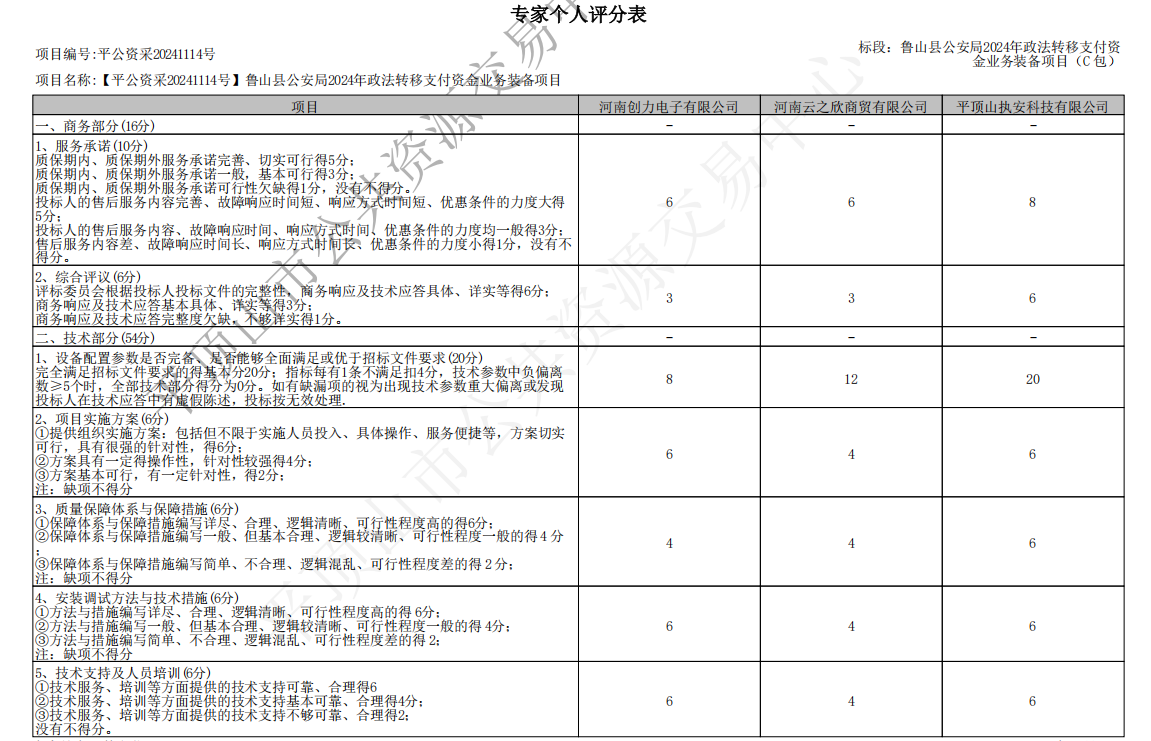 专家个人评分表
项目编号:平公资采20241114号
标段：鲁山县公安局2024年政法转移支付资
金业务装备项目（C包）
项目名称:【平公资采20241114号】鲁山县公安局2024年政法转移支付资金业务装备项目
项目 河南创力电子有限公司 河南云之欣商贸有限公司 平顶山执安科技有限公司
一、商务部分(16分) - - -
1、服务承诺(10分)
质保期内、质保期外服务承诺完善、切实可行得5分；
质保期内、质保期外服务承诺一般，基本可行得3分；
质保期内、质保期外服务承诺可行性欠缺得1分，没有不得分。
投标人的售后服务内容完善、故障响应时间短、响应方式时间短、优惠条件的力度大得 6 6 8
5分；
投标人的售后服务内容、故障响应时间、响应方式时间、优惠条件的力度均一般得3分；
售后服务内容差、故障响应时间长、响应方式时间长、优惠条件的力度小得1分，没有不
得分。
2、综合评议(6分)
评标委员会根据投标人投标文件的完整性，商务响应及技术应答具体、详实等得6分； 3 3 6
商务响应及技术应答基本具体、详实等得3分；
商务响应及技术应答完整度欠缺，不够详实得1分。
二、技术部分(54分) - - -
1、设备配置参数是否完备、是否能够全面满足或优于招标文件要求(20分)
完全满足招标文件要求的得基本分20分；指标每有1条不满足扣4分，技术参数中负偏离
数≥5个时，全部技术部分得分为0分。如有缺漏项的视为出现技术参数重大偏离或发现 8 12 20
投标人在技术应答中有虚假陈述，投标按无效处理.
2、项目实施方案(6分)
①提供组织实施方案：包括但不限于实施人员投入、具体操作、服务便捷等，方案切实
可行，具有很强的针对性，得6分；
②方案具有一定得操作性，针对性较强得4分； 6 4 6
③方案基本可行，有一定针对性，得2分；
注：缺项不得分
3、质量保障体系与保障措施(6分)
①保障体系与保障措施编写详尽、合理、逻辑清晰、可行性程度高的得6分；
②保障体系与保障措施编写一般、但基本合理、逻辑较清晰、可行性程度一般的得4 分
； 4 4 6
③保障体系与保障措施编写简单、不合理、逻辑混乱、可行性程度差的得 2 分；
注：缺项不得分
4、安装调试方法与技术措施(6分)
①方法与措施编写详尽、合理、逻辑清晰、可行性程度高的得 6分；
②方法与措施编写一般、但基本合理、逻辑较清晰、可行性程度一般的得 4分； 6 4 6
③方法与措施编写简单、不合理、逻辑混乱、可行性程度差的得 2；
注：缺项不得分
5、技术支持及人员培训(6分)
①技术服务、培训等方面提供的技术支持可靠、合理得6
②技术服务、培训等方面提供的技术支持基本可靠、合理得4分； 6 4 6
③技术服务、培训等方面提供的技术支持不够可靠、合理得2；
没有不得分。
平顶山市公共资源交易中心
平顶山市公共资源交易中心